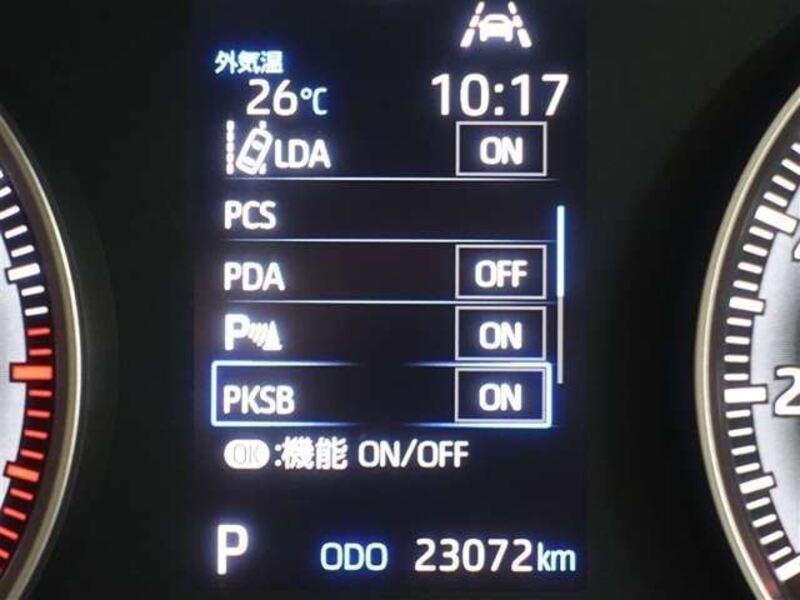 外気温
26℃ 10:17
LDA ON
PCS
PDA OFF
P ON
PKSB ON
OK:機能 ON/OFF
P ODO 23072km
2